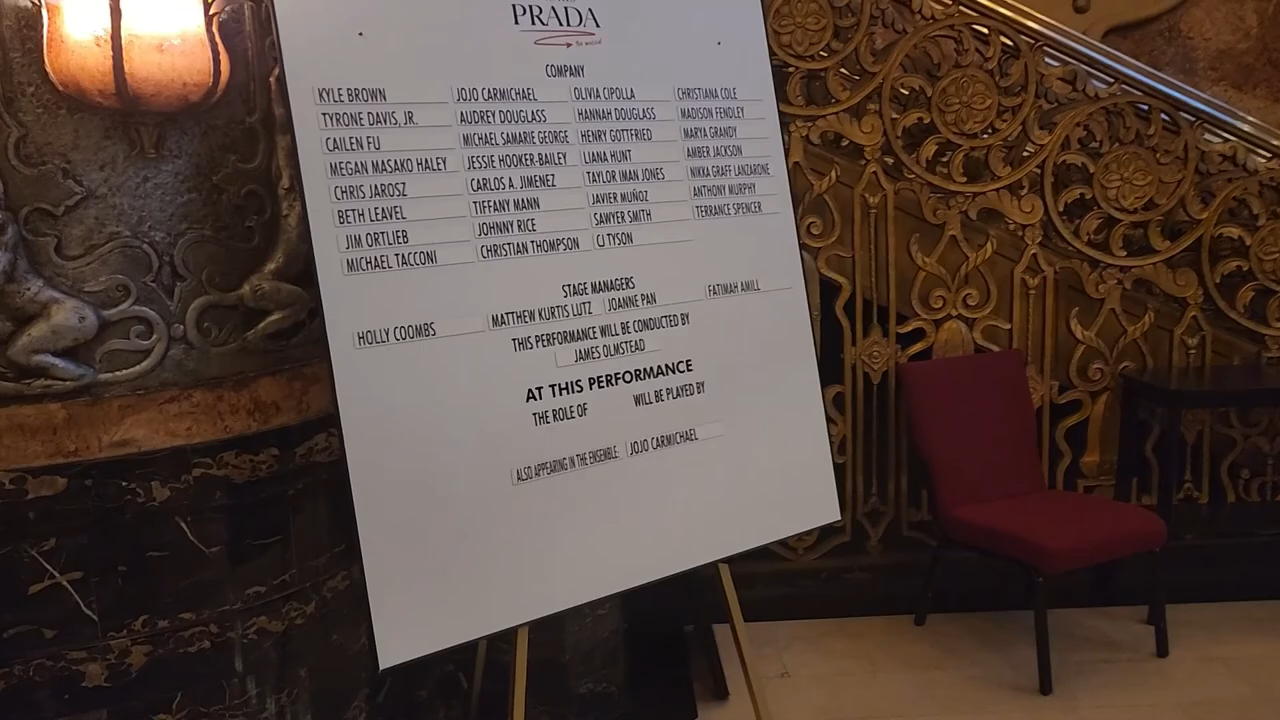 PRADA
the musical
COMPANY
KYLE BROWN JOJO CARMICHAEL OLIVIA CIPOLLA CHRISTIANA COLE
TYRONE DAVIS, JR. AUDREY DOUGLASS HANNAH DOUGLASS MADISON FENDLEY
CAILEN FU MICHAEL SAMARIE GEORGE HENRY GOTTFRIED MARYA GRANDY
MEGAN MASAKO HALEY JESSIE HOOKER-BAILEY LIANA HUNT AMBER JACKSON
CHRIS JAROSZ CARLOS A. JIMENEZ TAYLOR IMAN JONES NIKKA GRAFF LANZARONE
BETH LEAVEL TIFFANY MANN JAVIER MUÑOZ ANTHONY MURPHY
JIM ORTLIEB JOHNNY RICE SAWYER SMITH TERRANCE SPENCER
MICHAEL TACCONI CHRISTIAN THOMPSON CJ TYSON
STAGE MANAGERS
HOLLY COOMBS MATTHEW KURTIS LUTZ JOANNE PAN FATIMAH AMILL
THIS PERFORMANCE WILL BE CONDUCTED BY
JAMES OLMSTEAD
AT THIS PERFORMANCE
THE ROLE OF WILL BE PLAYED BY
ALSO APPEARING IN THE ENSEMBLE: JOJO CARMICHAEL